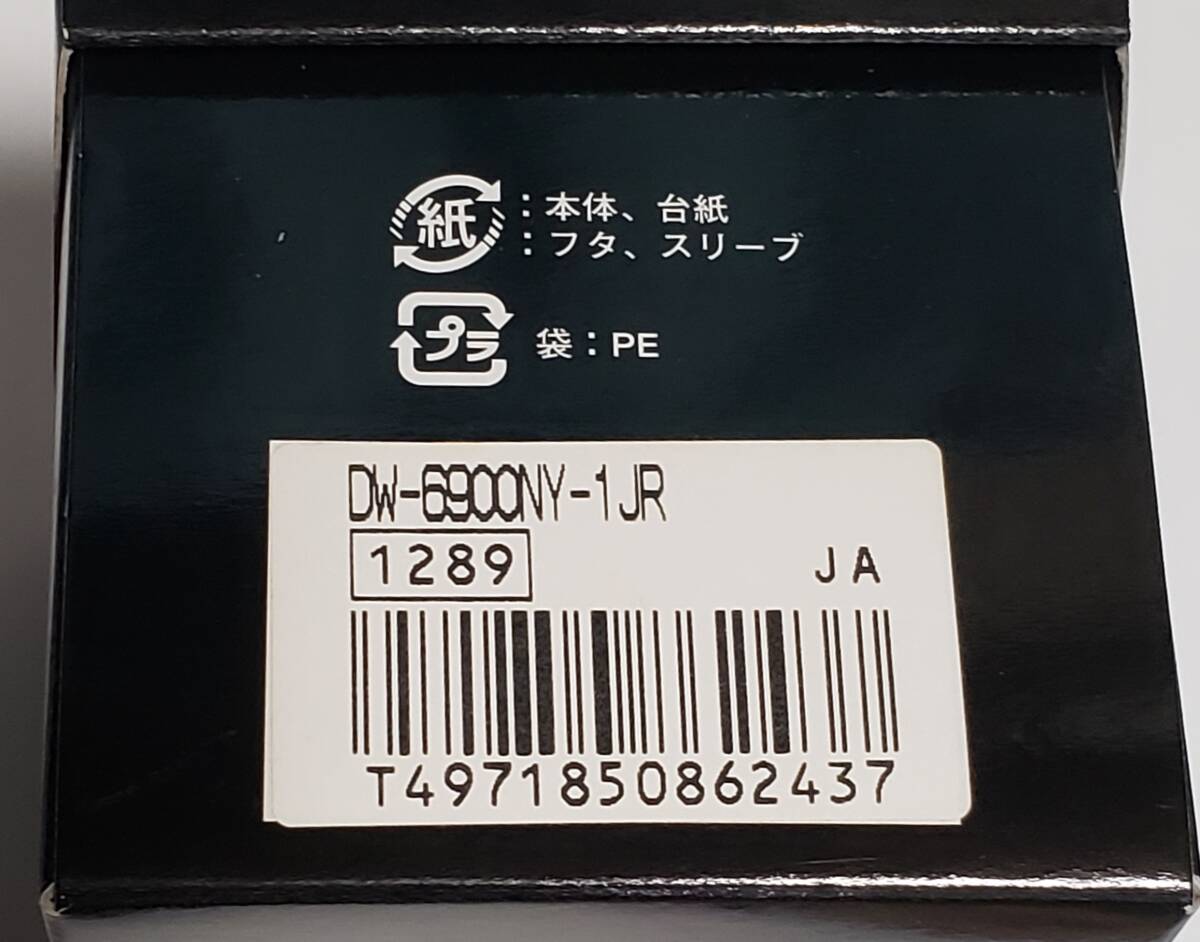 紙：本体、台紙
：フタ、スリーブ
プラ 袋：PE
DW-6900NY-1JR
1289 JA
T4971850862437